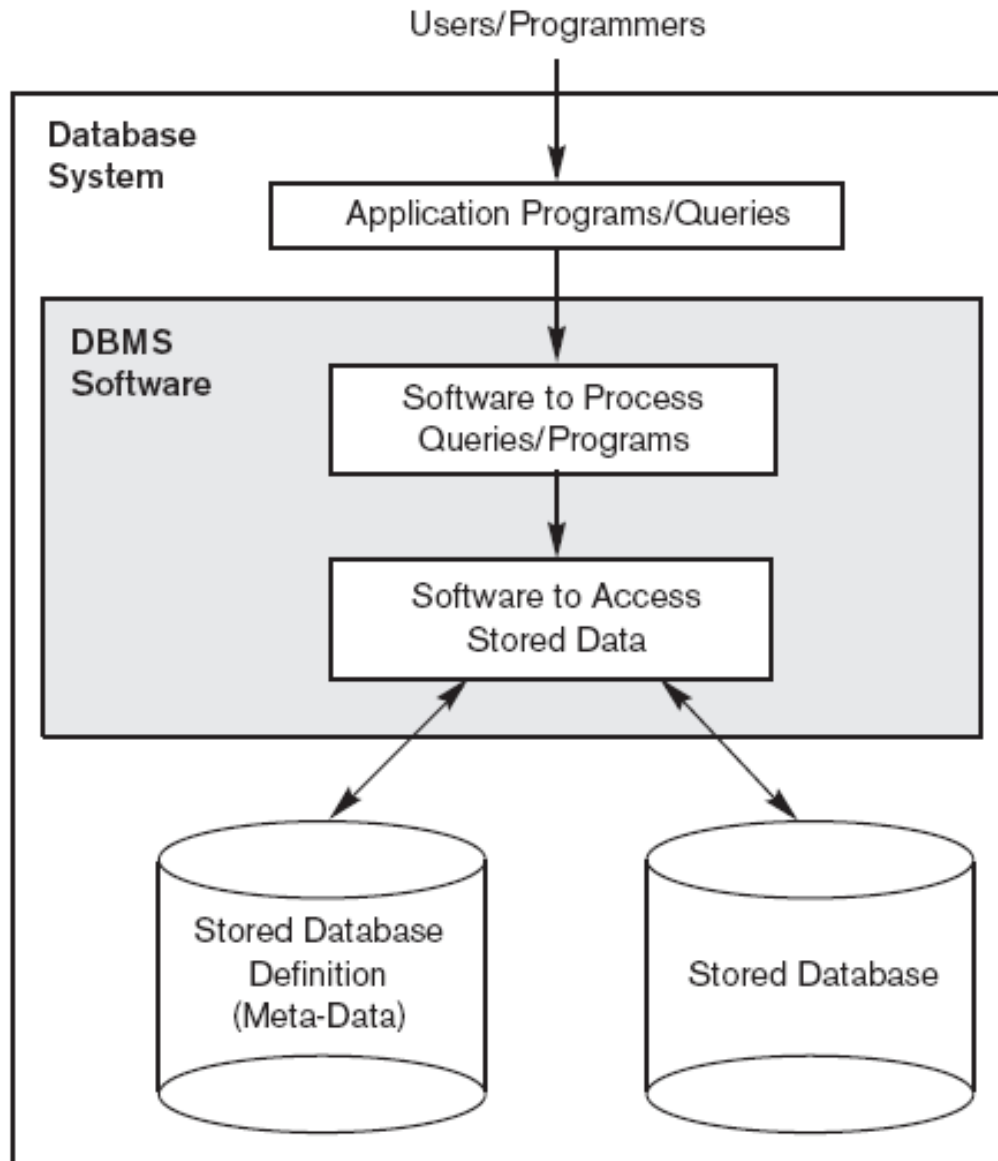 Users/Programmers
Database
System
Application Programs/Queries
DBMS
Software
Software to Process
Queries/Programs
Software to Access
Stored Data
Stored Database
Definition
(Meta-Data)
Stored Database